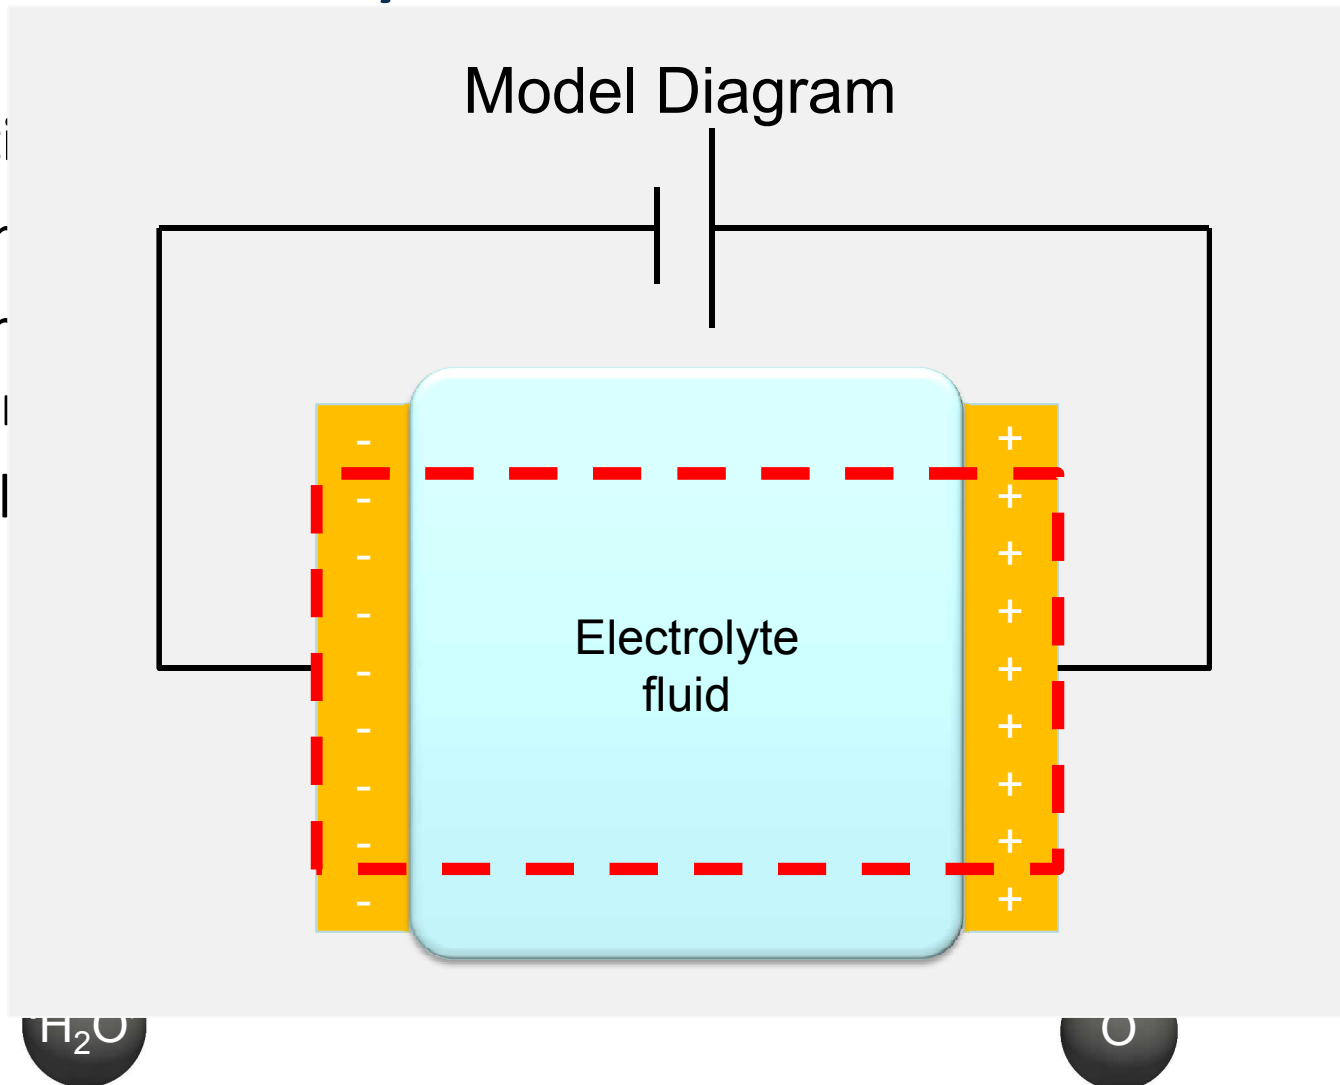 Model Diagram
- +
- +
- +
- +
- +
- +
- +
- +
- +
Electrolyte
fluid
H₂O
O